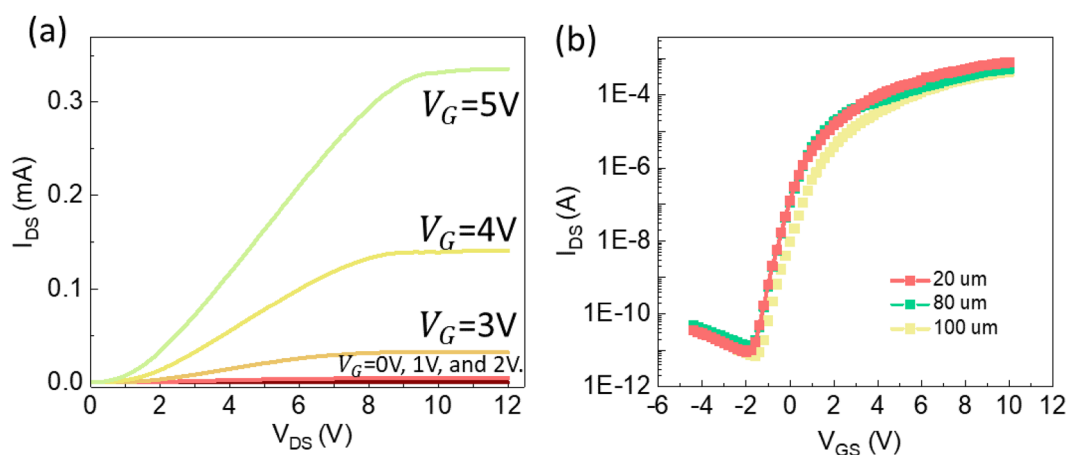 (a)
I_DS (mA)
0.3
0.2
0.1
0.0
V_G=5V
V_G=4V
V_G=3V
V_G=0V, 1V, and 2V.
0 2 4 6 8 10 12
V_DS (V)
(b)
I_DS (A)
1E-4
1E-6
1E-8
1E-10
1E-12
20 um
80 um
100 um
-6 -4 -2 0 2 4 6 8 10 12
V_GS (V)